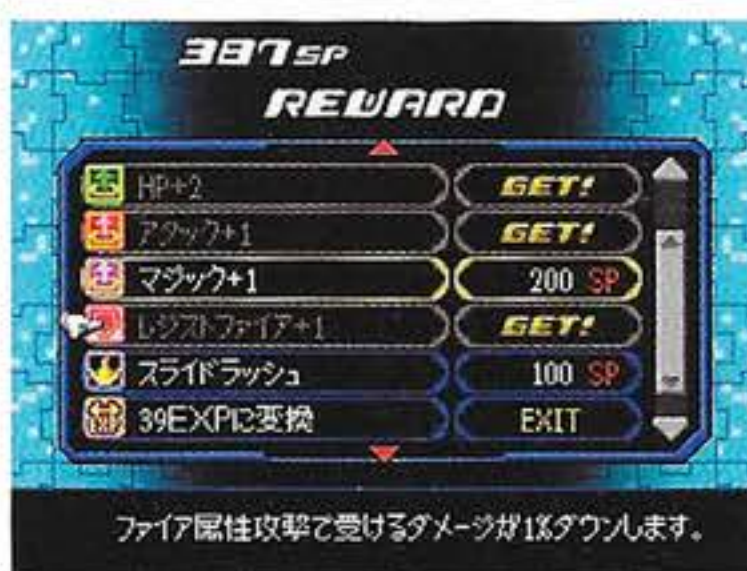 387SP
REWARD
HP+2 GET!
アタック+1 GET!
マジック+1 200 SP
レジストファイア+1 GET!
スライドラッシュ 100 SP
39EXPに変換 EXIT
ファイア属性攻撃で受けるダメージが1%ダウンします。